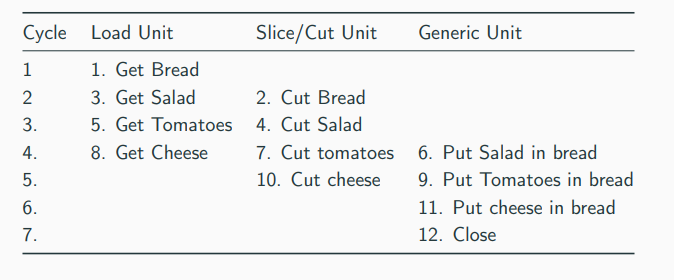 Cycle Load Unit Slice/Cut Unit Generic Unit
1 1. Get Bread
2 3. Get Salad 2. Cut Bread
3. 5. Get Tomatoes 4. Cut Salad
4. 8. Get Cheese 7. Cut tomatoes 6. Put Salad in bread
5. 10. Cut cheese 9. Put Tomatoes in bread
6. 11. Put cheese in bread
7. 12. Close